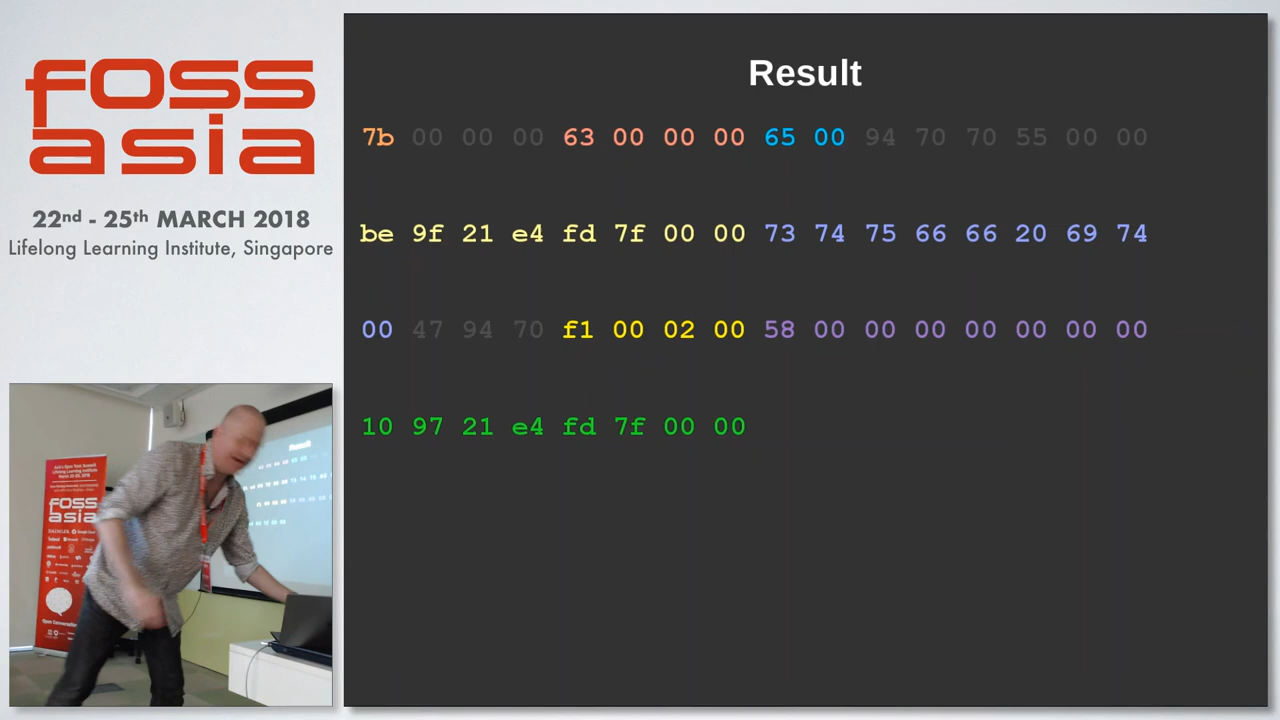 foss
asia
22nd - 25th MARCH 2018
Lifelong Learning Institute, Singapore
Result
7b 00 00 00 63 00 00 00 65 00 94 70 70 55 00 00
be 9f 21 e4 fd 7f 00 00 73 74 75 66 66 20 69 74
00 47 94 70 f1 00 02 00 58 00 00 00 00 00 00 00
10 97 21 e4 fd 7f 00 00
Result
foss
asia